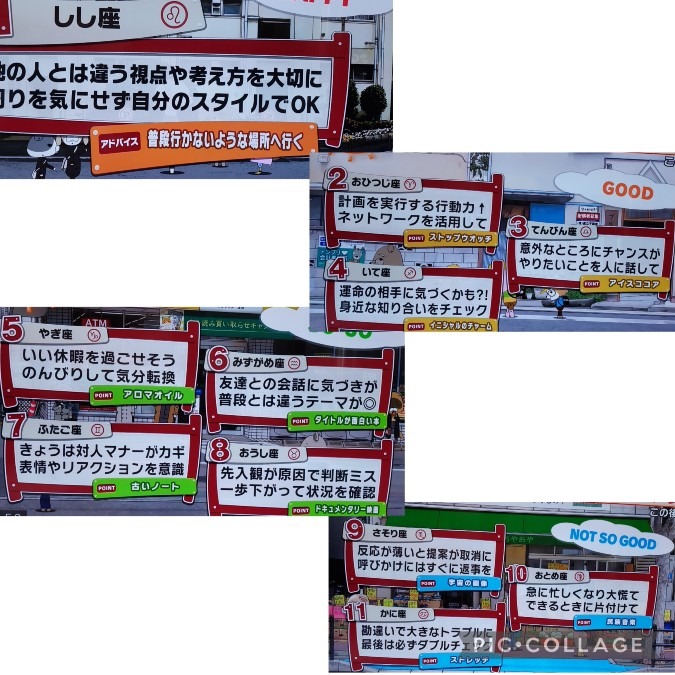 しし座
の人とは違う視点や考え方を大切に
りを気にせず自分のスタイルでOK
アドバイス 普段行かないような場所へ行く
GOOD
2 おひつじ座
計画を実行する行動力↑
ネットワークを活用して
POINT ストップウオッチ
3 てんびん座
意外なところにチャンスが
やりたいことを人に話して
POINT アイスココア
4 いて座
運命の相手に気づくかも?!
身近な知り合いをチェック
POINT イニシャルのチャーム
ATM
5 やぎ座
いい休暇を過ごせそう
のんびりして気分転換
POINT アロマオイル
6 みずがめ座
友達との会話に気づきが
普段とは違うテーマが◎
POINT タイトルが面白い本
7 ふたご座
きょうは対人マナーがカギ
表情やリアクションを意識
POINT 古いノート
8 おうし座
先入観が原因で判断ミス
一歩下がって状況を確認
POINT ドキュメンタリー映画
この後
NOT SO GOOD
9 さそり座
反応が薄いと提案が取消に
呼びかけにはすぐに返事を
POINT 宇宙の画像
10 おとめ座
急に忙しくなり大慌て
できるときに片付けて
POINT 民族音楽
11 かに座
勘違いで大きなトラブルに
最後は必ずダブルチェック
POINT ストレッチ
PIC•COLLAGE